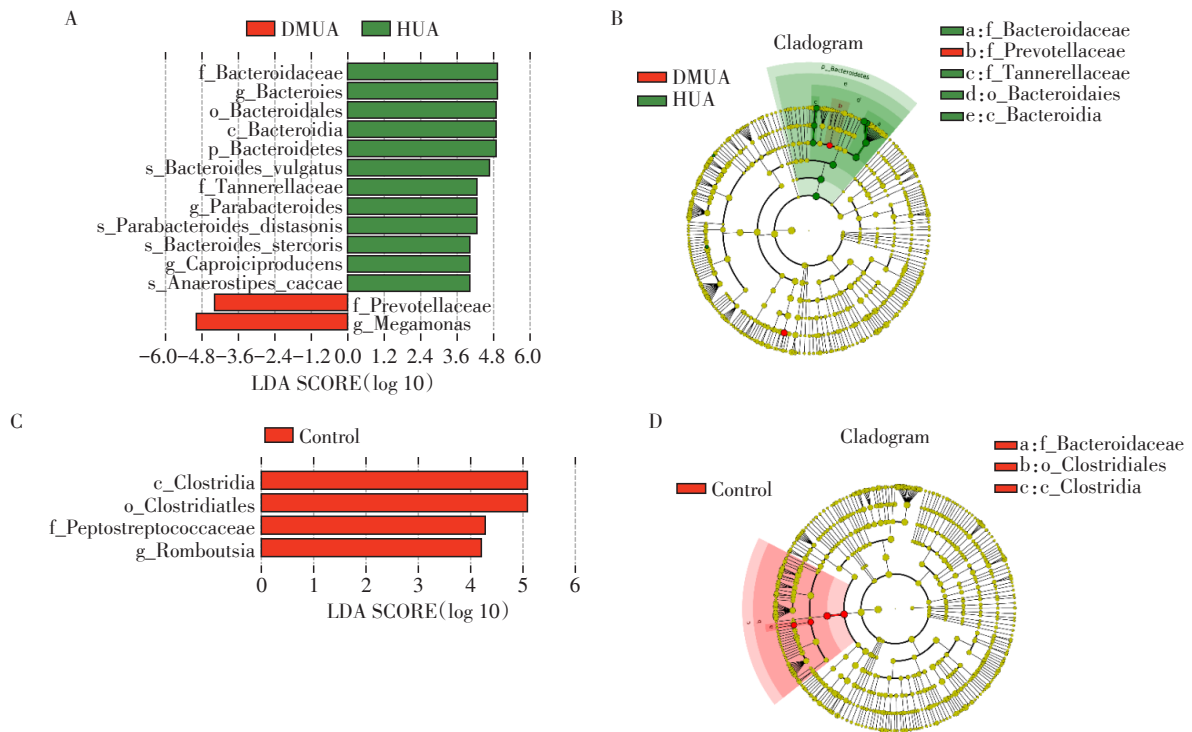 A
DMUA HUA
f_Bacteroidaceae
g_Bacteroies
o_Bacteroidales
c_Bacteroidia
p_Bacteroidetes
s_Bacteroides_vulgatus
f_Tannerellaceae
g_Parabacteroides
s_Parabacteroides_distasonis
s_Bacteroides_stercoris
g_Caproiciproducens
s_Anaerostipes_caccae
f_Prevotellaceae
g_Megamonas
−6.0 −4.8 −3.6 −2.4 −1.2 0.0 1.2 2.4 3.6 4.8 6.0
LDA SCORE(log 10)
B
Cladogram
DMUA
HUA
a:f_Bacteroidaceae
b:f_Prevotellaceae
c:f_Tannerellaceae
d:o_Bacteroidaies
e:c_Bacteroidia
p_Bacteroidetes
e
C
Control
c_Clostridia
o_Clostridiatles
f_Peptostreptococcaceae
g_Romboutsia
0 1 2 3 4 5 6
LDA SCORE(log 10)
D
Cladogram
Control
a:f_Bacteroidaceae
b:o_Clostridiales
c:c_Clostridia